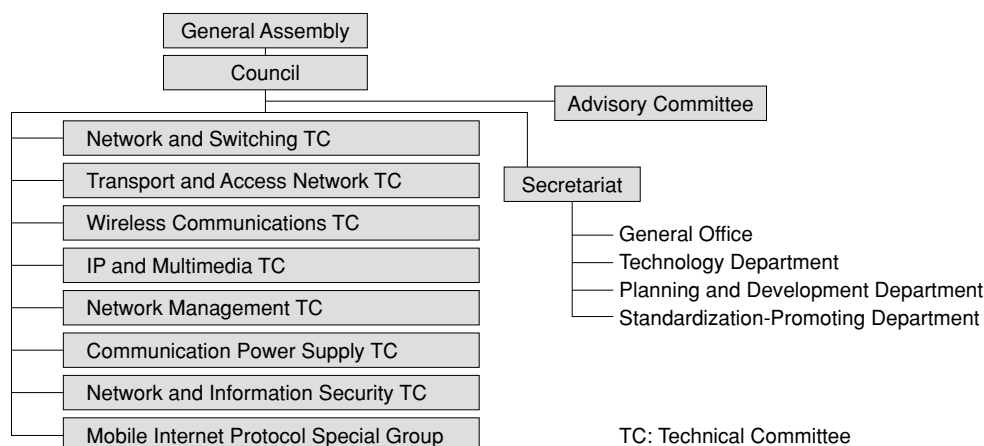 General Assembly
Council
Advisory Committee
Network and Switching TC
Transport and Access Network TC
Wireless Communications TC
IP and Multimedia TC
Network Management TC
Communication Power Supply TC
Network and Information Security TC
Mobile Internet Protocol Special Group
Secretariat
General Office
Technology Department
Planning and Development Department
Standardization-Promoting Department
TC: Technical Committee